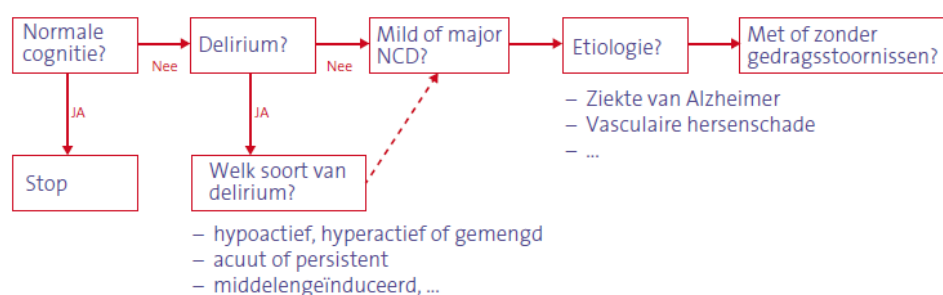 Normale
cognitie?
Nee
Delirium?
Nee
Mild of major
NCD?
Etiologie?
Met of zonder
gedragsstoornissen?
– Ziekte van Alzheimer
– Vasculaire hersenschade
– ...
JA
JA
Stop
Welk soort van
delirium?
– hypoactief, hyperactief of gemengd
– acuut of persistent
– middelengeïnduceerd, ...